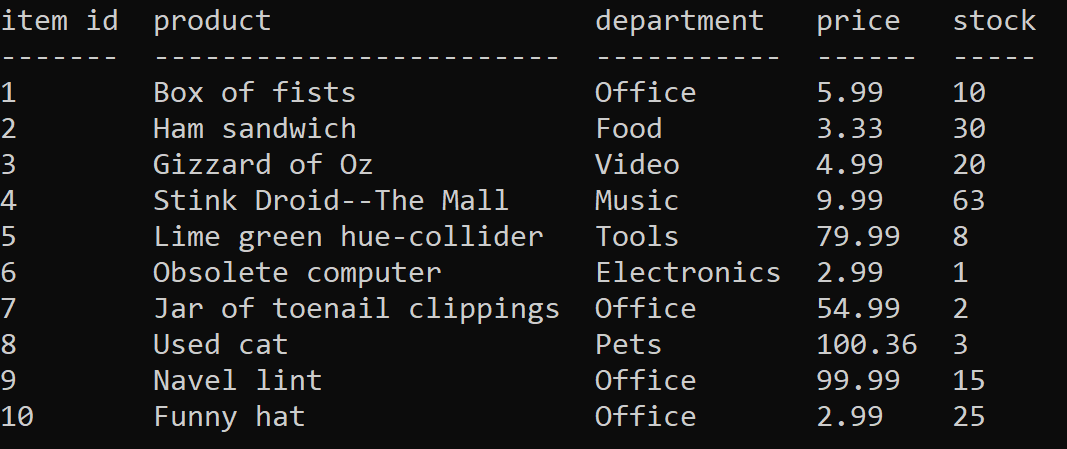 item id  product                   department   price   stock
-------  ------------------------  -----------  ------  -----
1        Box of fists              Office       5.99    10
2        Ham sandwich              Food         3.33    30
3        Gizzard of Oz             Video        4.99    20
4        Stink Droid--The Mall     Music        9.99    63
5        Lime green hue-collider   Tools        79.99   8
6        Obsolete computer         Electronics  2.99    1
7        Jar of toenail clippings  Office       54.99   2
8        Used cat                  Pets         100.36  3
9        Navel lint                Office       99.99   15
10       Funny hat                 Office       2.99    25